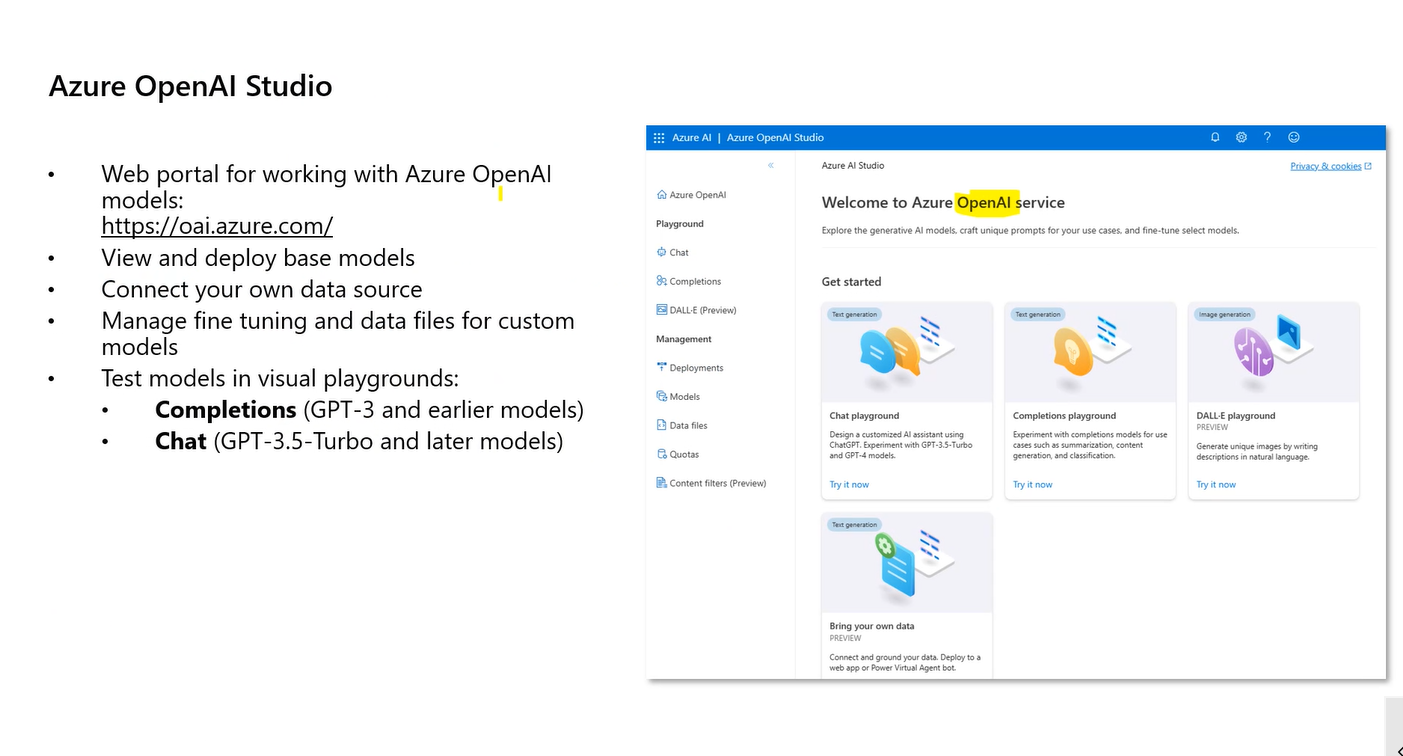 Azure OpenAI Studio
• Web portal for working with Azure OpenAI
models:
https://oai.azure.com/
• View and deploy base models
• Connect your own data source
• Manage fine tuning and data files for custom
models
• Test models in visual playgrounds:
• Completions (GPT-3 and earlier models)
• Chat (GPT-3.5-Turbo and later models)
Azure AI | Azure OpenAI Studio
Azure OpenAI
Playground
Chat
Completions
DALL·E (Preview)
Management
Deployments
Models
Data files
Quotas
Content filters (Preview)
Azure AI Studio
Privacy & cookies
Welcome to Azure OpenAI service
Explore the generative AI models, craft unique prompts for your use cases, and fine-tune select models.
Get started
Text generation
Chat playground
Design a customized AI assistant using
ChatGPT. Experiment with GPT-3.5-Turbo
and GPT-4 models.
Try it now
Text generation
Completions playground
Experiment with completions models for use
cases such as summarization, content
generation, and classification.
Try it now
Image generation
DALL·E playground
PREVIEW
Generate unique images by writing
descriptions in natural language.
Try it now
Text generation
Bring your own data
PREVIEW
Connect and ground your data. Deploy to a
web app or Power Virtual Agent bot.